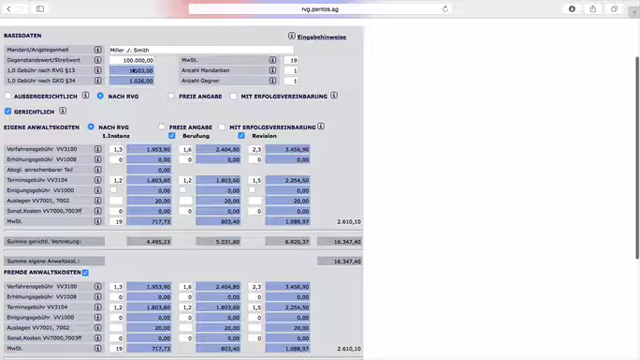 rvg.pentos.ag
BASISDATEN
Eingabehinweise
Mandant/Angelegenheit Miller ./. Smith
Gegenstandswert/Streitwert 100.000,00 MwSt. 19
1,0 Gebühr nach RVG §13 1.503,00 Anzahl Mandanten 1
1,0 Gebühr nach GKG §34 1.026,00 Anzahl Gegner 1
AUSSERGERICHTLICH NACH RVG FREIE ANGABE MIT ERFOLGSVEREINBARUNG
GERICHTLICH
EIGENE ANWALTSKOSTEN NACH RVG FREIE ANGABE MIT ERFOLGSVEREINBARUNG
1.Instanz Berufung Revision
Verfahrensgebühr VV3100 1,3 1.953,90 1,6 2.404,80 2,3 3.456,90
Erhöhungsgebühr VV1008 0 0,00 0 0,00 0 0,00
Abzgl. anrechenbarer Teil 0,00
Terminsgebühr VV3104 1,2 1.803,60 1,2 1.803,60 1,5 2.254,50
Einigungsgebühr VV1000 0,00 0,00 0,00
Auslagen VV7001, 7002 20,00 20,00 20,00
Sonst.Kosten VV7000,7003ff 0,00 0,00 0,00
MwSt. 19 717,73 803,40 1.088,97 2.610,10
Summe gerichtl. Vertretung: 4.495,23 5.031,80 6.820,37 16.347,40
Summe eigene Anwaltskost.: 16.347,40
FREMDE ANWALTSKOSTEN
Verfahrensgebühr VV3100 1,3 1.953,90 1,6 2.404,80 2,3 3.456,90
Erhöhungsgebühr VV1008 0 0,00 0 0,00 0 0,00
Terminsgebühr VV3104 1,2 1.803,60 1,2 1.803,60 1,5 2.254,50
Einigungsgebühr VV1000 0 0,00 0 0,00 0 0,00
Auslagen VV7001, 7002 20,00 20,00 20,00
Sonst.Kosten VV7000,7003ff 0,00 0,00 0,00
MwSt. 19 717,73 803,40 1.088,97 2.610,10